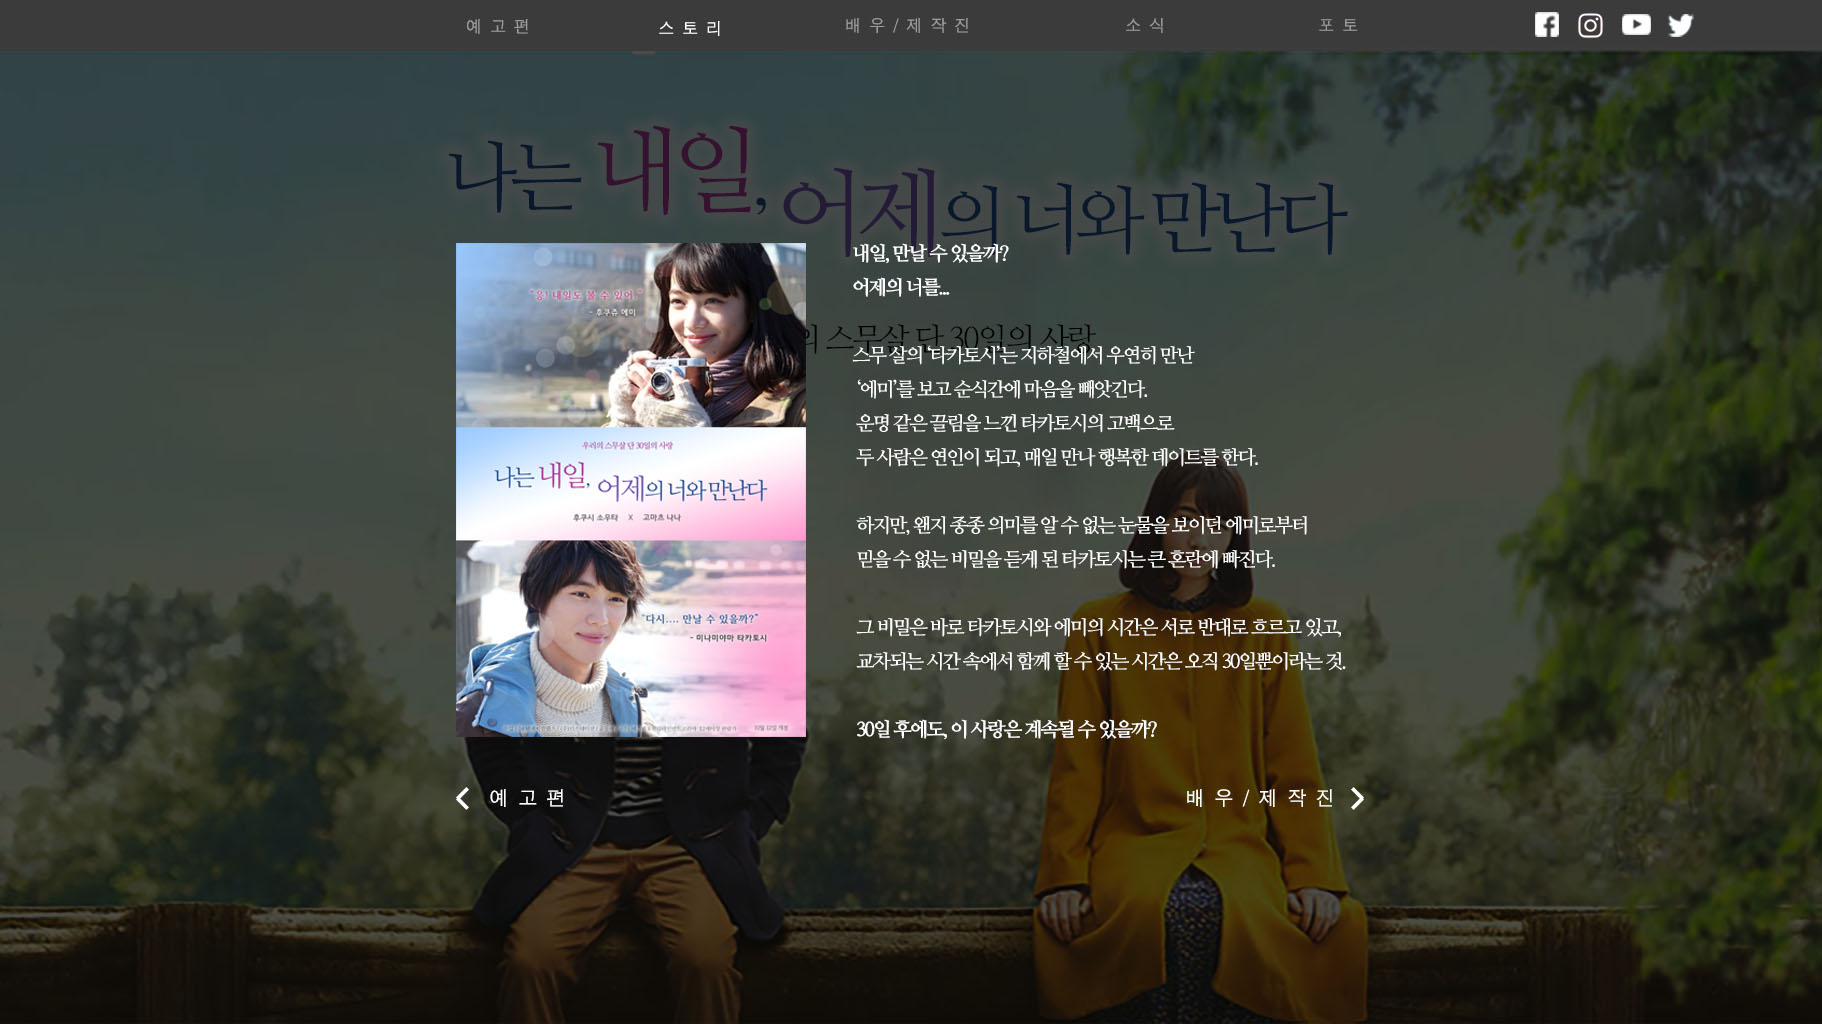 예고편
스토리
배우/제작진
소식
포토
나는 내일, 어제의 너와 만난다
의 스무살 단 30일의 사랑
"응! 내일도 볼 수 있어."
- 후쿠쥬 에미
우리의 스무살 단 30일의 사랑
나는 내일, 어제의 너와 만난다
후쿠시 소우타 X 고마츠 나나
"다시.... 만날 수 있을까?"
- 미나미야마 타카토시
내일, 만날 수 있을까?
어제의 너를...
스무 살의 ‘타카토시’는 지하철에서 우연히 만난
‘에미’를 보고 순식간에 마음을 빼앗긴다.
운명 같은 끌림을 느낀 타카토시의 고백으로
두 사람은 연인이 되고, 매일 만나 행복한 데이트를 한다.
하지만, 왠지 종종 의미를 알 수 없는 눈물을 보이던 에미로부터
믿을 수 없는 비밀을 듣게 된 타카토시는 큰 혼란에 빠진다.
그 비밀은 바로 타카토시와 에미의 시간은 서로 반대로 흐르고 있고,
교차되는 시간 속에서 함께 할 수 있는 시간은 오직 30일뿐이라는 것.
30일 후에도, 이 사랑은 계속될 수 있을까?
예고편
배우/제작진